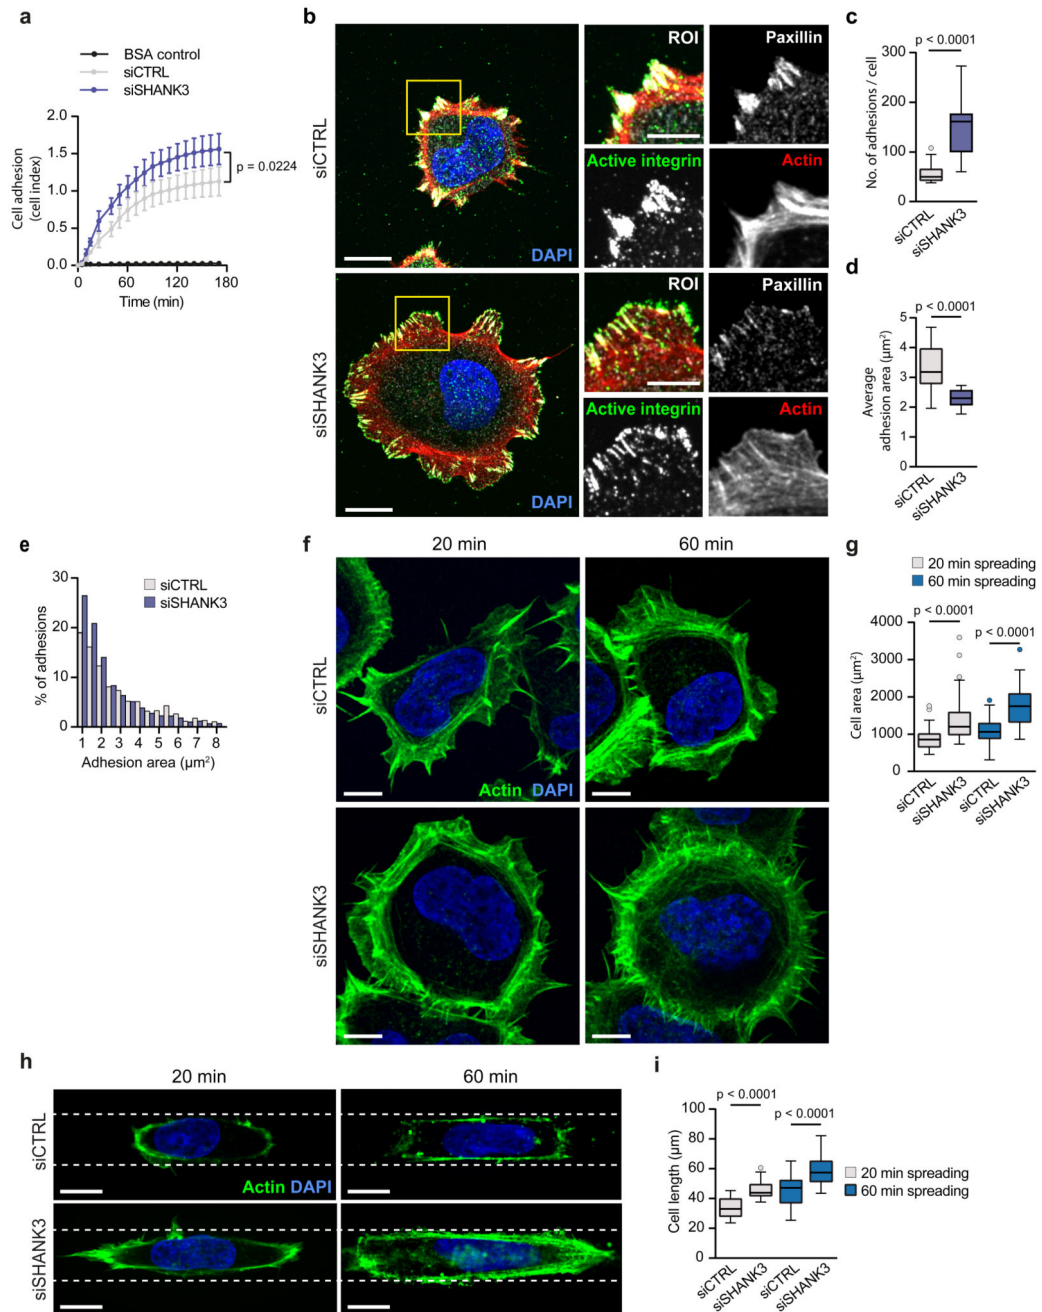 a
BSA control
siCTRL
siSHANK3
Cell adhesion
(cell index)
2.0
1.5
1.0
0.5
0.0
0 60 120 180
Time (min)
p = 0.0224
b
siCTRL
siSHANK3
DAPI
ROI
Paxillin
Active integrin
Actin
DAPI
ROI
Paxillin
Active integrin
Actin
c
p < 0.0001
No. of adhesions / cell
300
200
100
0
siCTRL
siSHANK3
d
p < 0.0001
Average
adhesion area (µm²)
5
4
3
2
1
0
siCTRL
siSHANK3
e
% of adhesions
30
20
10
0
siCTRL
siSHANK3
1 2 3 4 5 6 7 8
Adhesion area (µm²)
f
20 min
60 min
siCTRL
Actin DAPI
siSHANK3
g
20 min spreading
60 min spreading
p < 0.0001
p < 0.0001
Cell area (µm²)
4000
3000
2000
1000
0
siCTRL
siSHANK3
siCTRL
siSHANK3
h
20 min
60 min
siCTRL
Actin DAPI
siSHANK3
i
p < 0.0001
p < 0.0001
Cell length (µm)
100
80
60
40
20
0
siCTRL
siSHANK3
siCTRL
siSHANK3
20 min spreading
60 min spreading